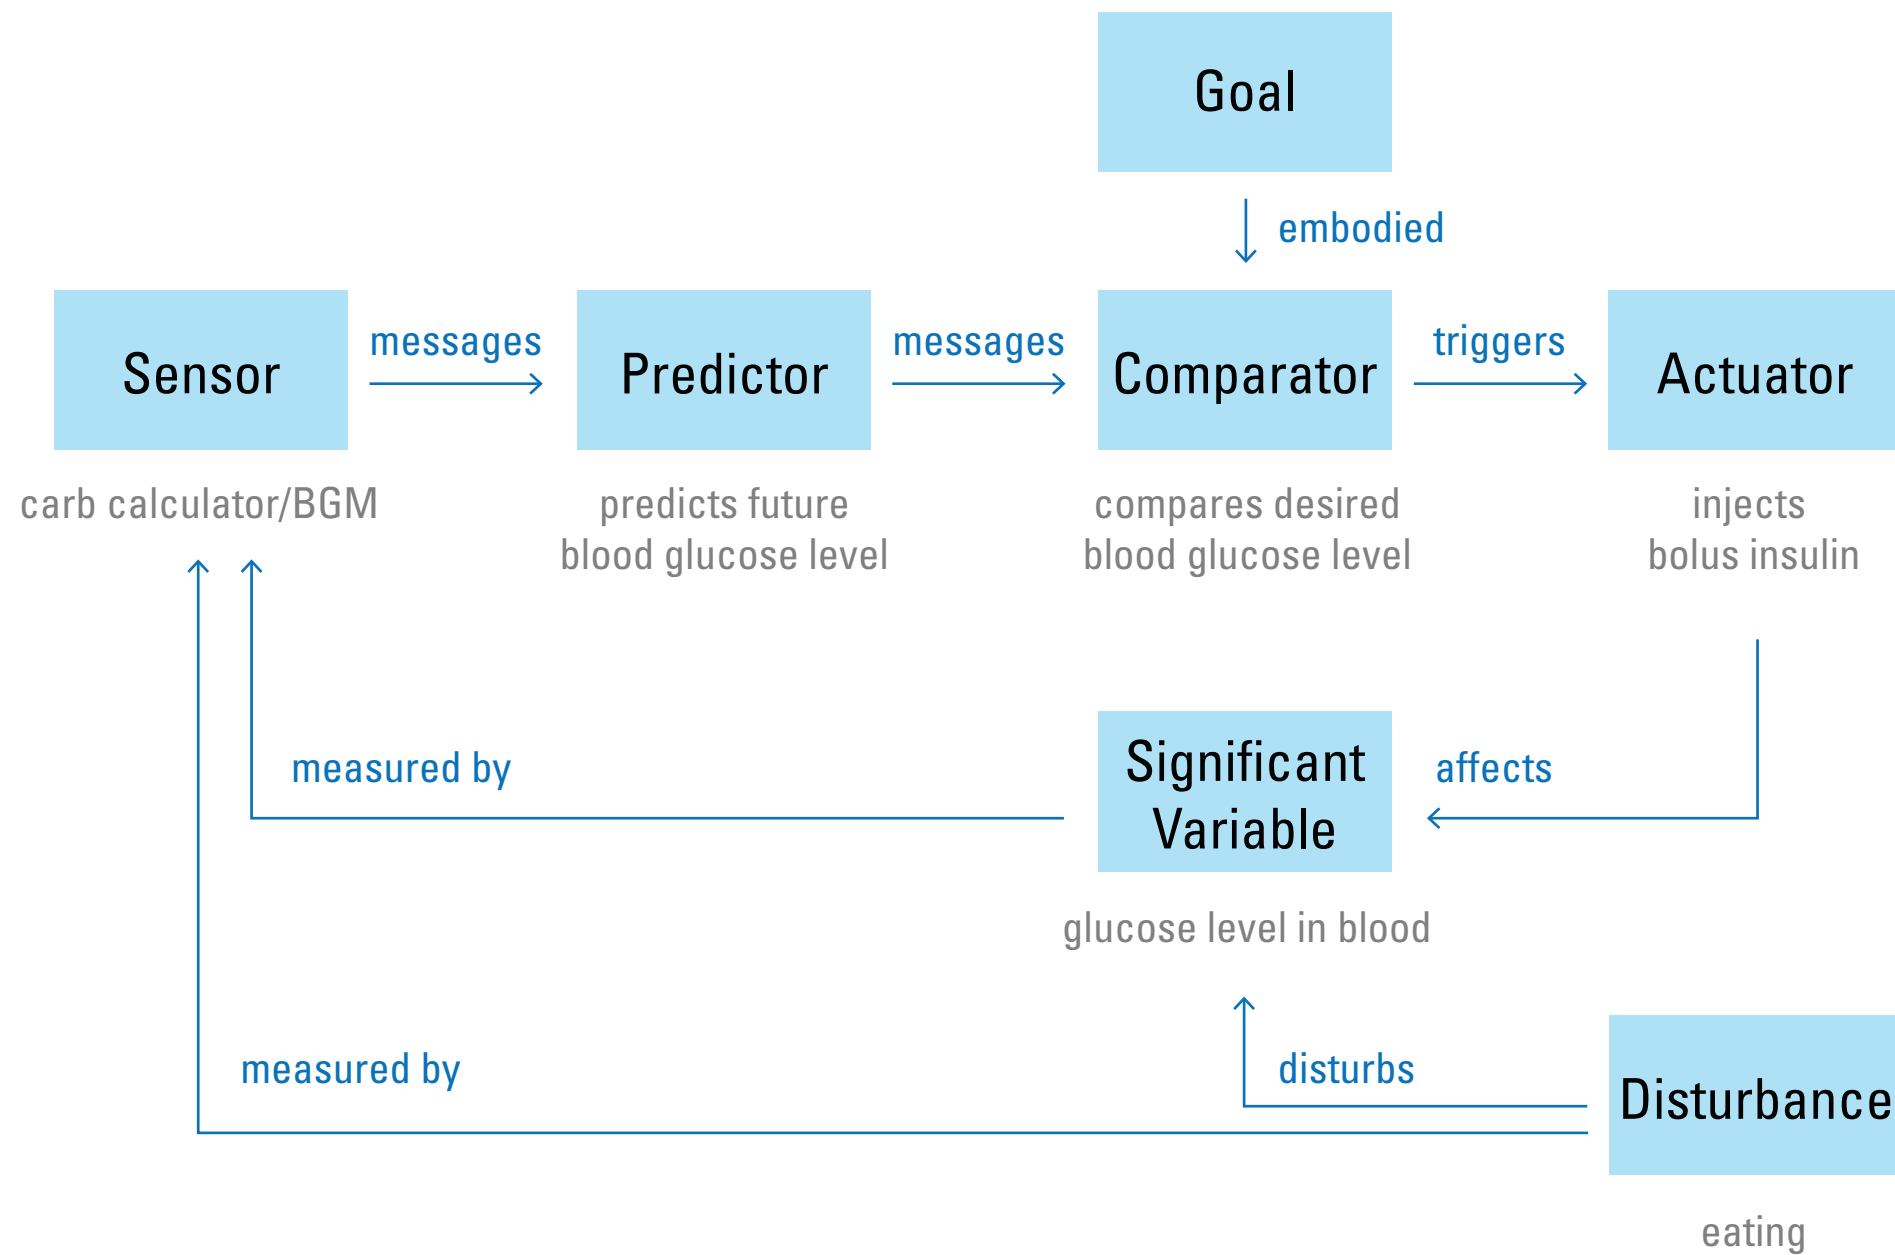 Goal
embodied
Sensor
messages
Predictor
messages
Comparator
triggers
Actuator
carb calculator/BGM
predicts future
blood glucose level
compares desired
blood glucose level
injects
bolus insulin
measured by
Significant
Variable
affects
glucose level in blood
measured by
disturbs
Disturbance
eating